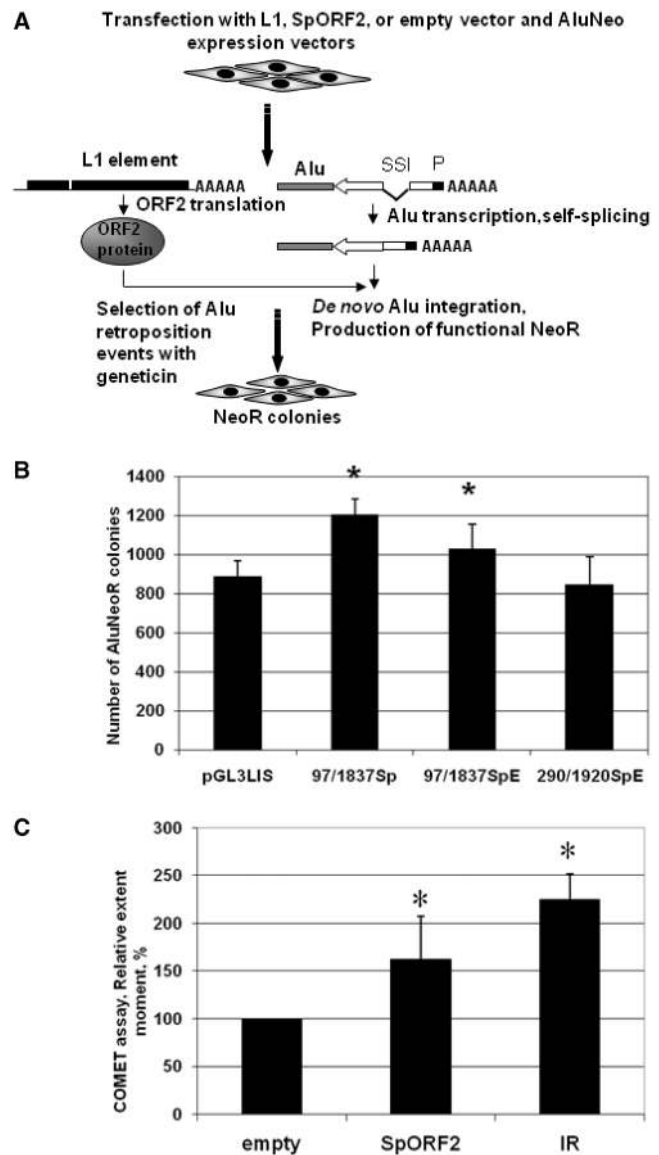 A
Transfection with L1, SpORF2, or empty vector and AluNeo
expression vectors
L1 element
AAAAA
ORF2 translation
ORF2
protein
Alu
SSI
P
AAAAA
Alu transcription,self-splicing
AAAAA
Selection of Alu
retroposition
events with
geneticin
De novo Alu integration,
Production of functional NeoR
NeoR colonies
B
Number of AluNeoR colonies
1400
1200
1000
800
600
400
200
0
*
*
pGL3LIS
97/1837Sp
97/1837SpE
290/1920SpE
C
COMET assay, Relative extent
moment, %
300
250
200
150
100
50
0
*
*
empty
SpORF2
IR